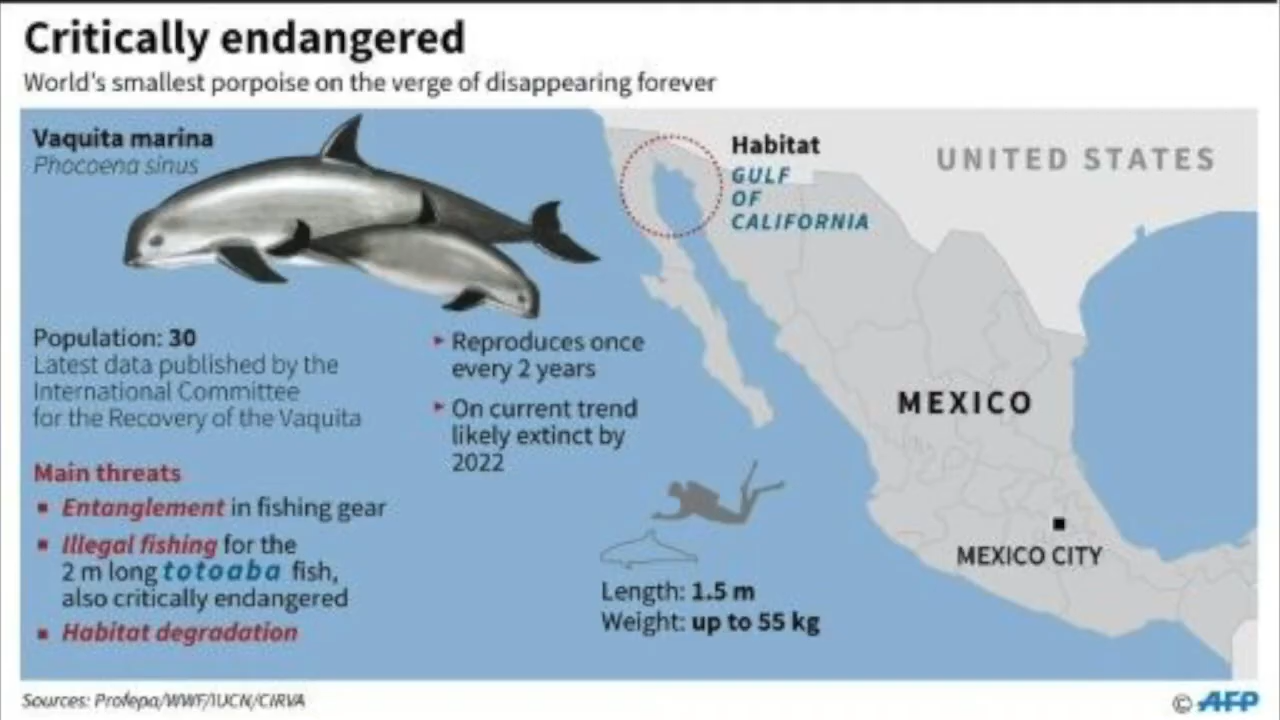 Critically endangered
World's smallest porpoise on the verge of disappearing forever
Vaquita marina
Phocoena sinus
Habitat
GULF
OF
CALIFORNIA
UNITED STATES
Population: 30
Latest data published by the
International Committee
for the Recovery of the Vaquita
Reproduces once
every 2 years
On current trend
likely extinct by
2022
MEXICO
Main threats
Entanglement in fishing gear
Illegal fishing for the
2 m long totoaba fish,
also critically endangered
Habitat degradation
MEXICO CITY
Length: 1.5 m
Weight: up to 55 kg
Sources: Profepa/WWF/IUCN/CIRVA
© AFP